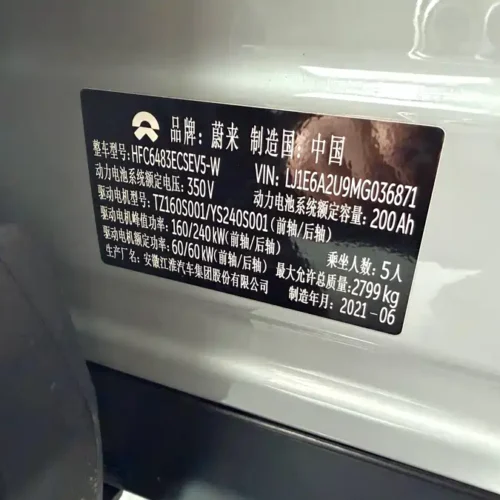 品牌：蔚来 制造国：中国
整车型号：HFC6483ECSEV5-W VIN：LJ1E6A2U9MG036871
动力电池系统额定电压：350V 动力电池系统额定容量：200Ah
驱动电机型号：TZ160S001/YS240S001（前轴/后轴）
驱动电机峰值功率：160/240kW（前轴/后轴） 乘坐人数：5人
驱动电机额定功率：60/60kW（前轴/后轴） 最大允许总质量：2799kg
生产厂名：安徽江淮汽车集团股份有限公司 制造年月：2021-06